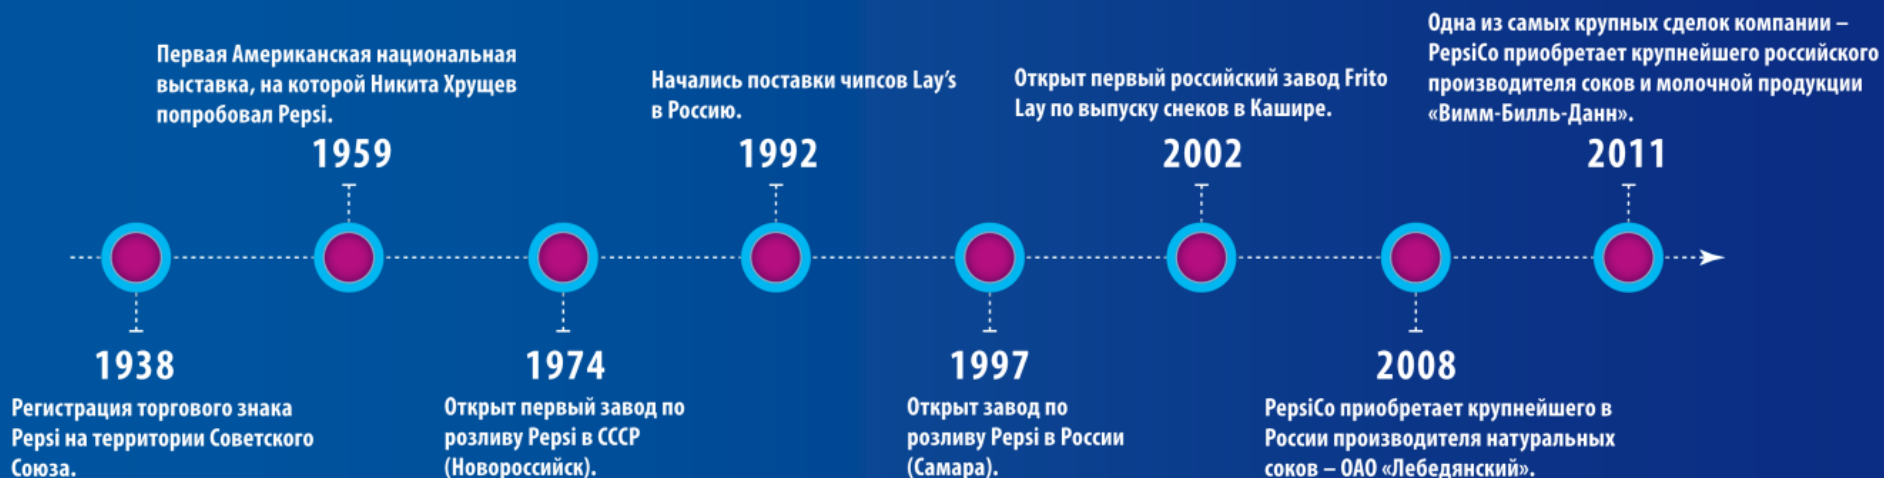 Первая Американская национальная
выставка, на которой Никита Хрущев
попробовал Pepsi.
1959
Начались поставки чипсов Lay's
в Россию.
1992
Открыт первый российский завод Frito
Lay по выпуску снеков в Кашире.
2002
Одна из самых крупных сделок компании –
PepsiCo приобретает крупнейшего российского
производителя соков и молочной продукции
«Вимм-Билль-Данн».
2011
1938
Регистрация торгового знака
Pepsi на территории Советского
Союза.
1974
Открыт первый завод по
розливу Pepsi в СССР
(Новороссийск).
1997
Открыт завод по
розливу Pepsi в России
(Самара).
2008
PepsiCo приобретает крупнейшего в
России производителя натуральных
соков – ОАО «Лебедянский».